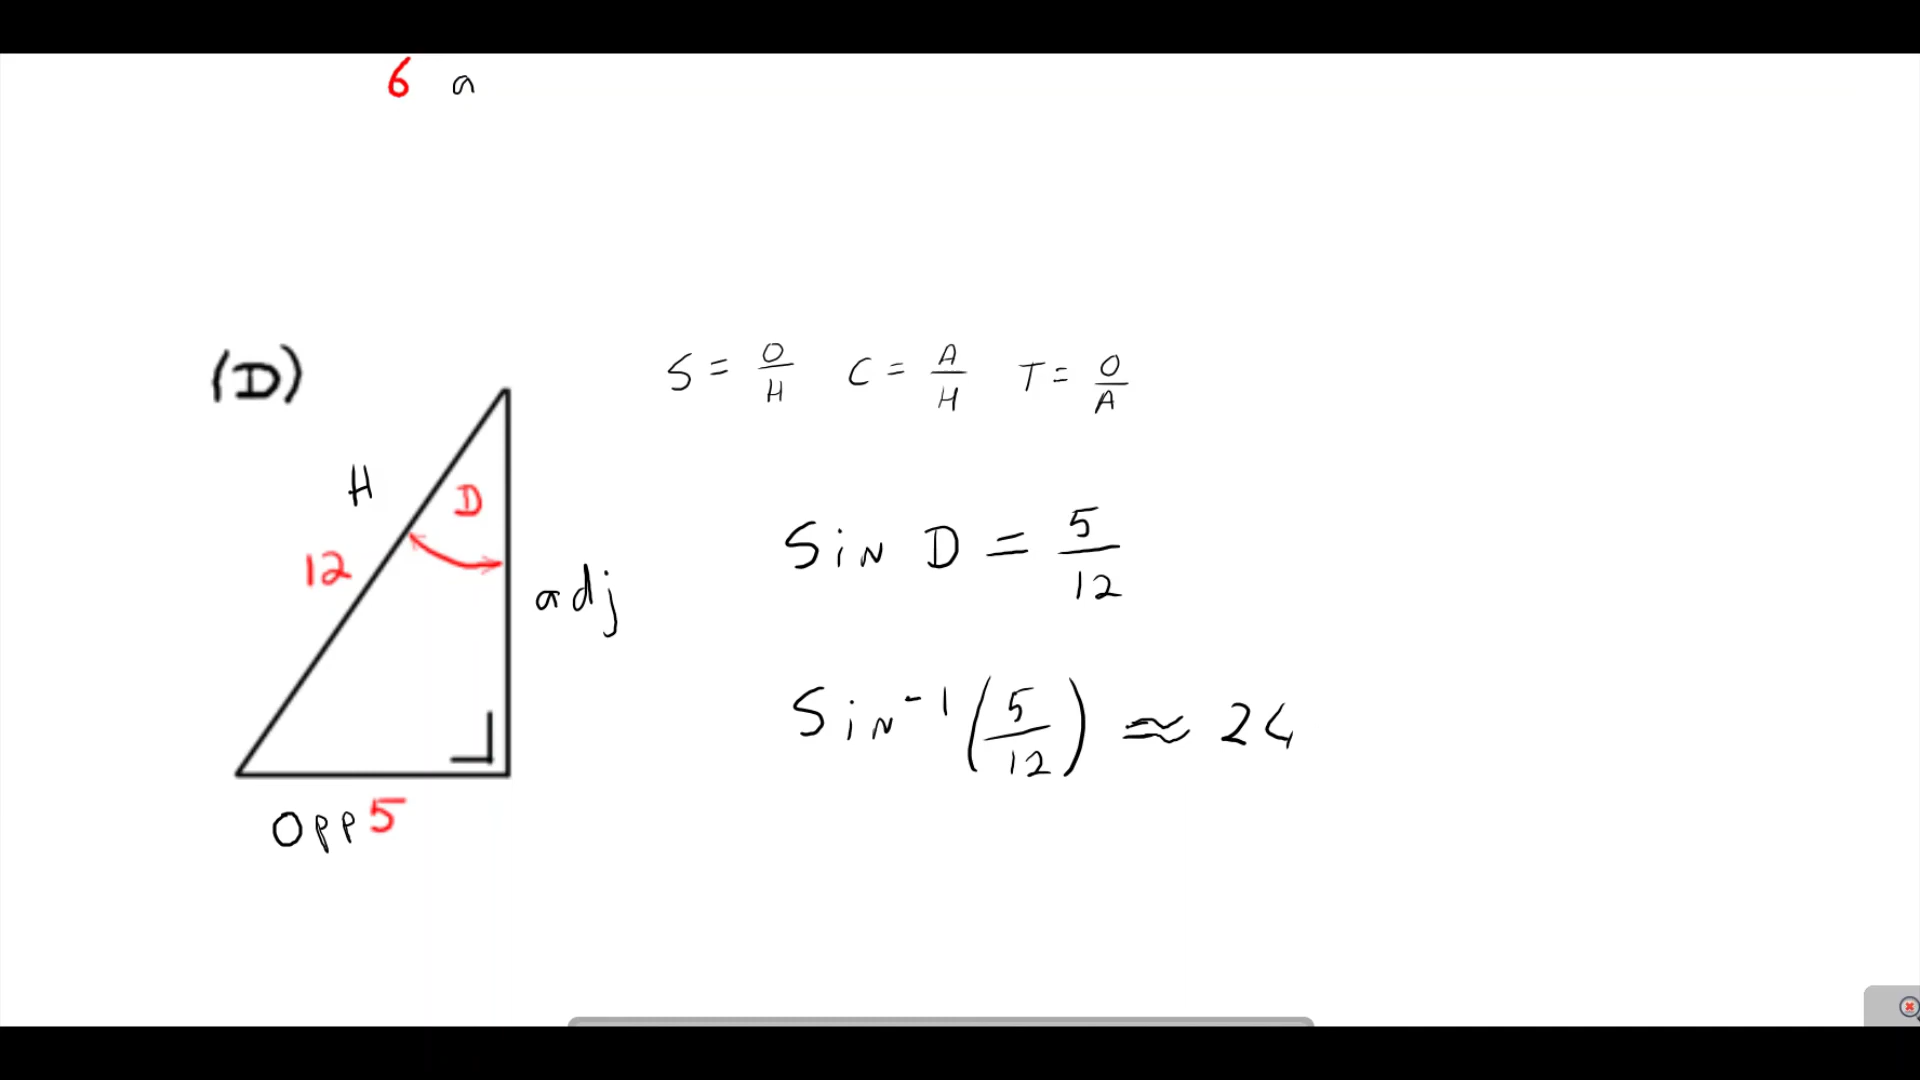 6 a
(D)
S = O/H C = A/H T = O/A
H
D
Sin D = 5/12
12
adj
Sin⁻¹(5/12) ≈ 24
Opp 5